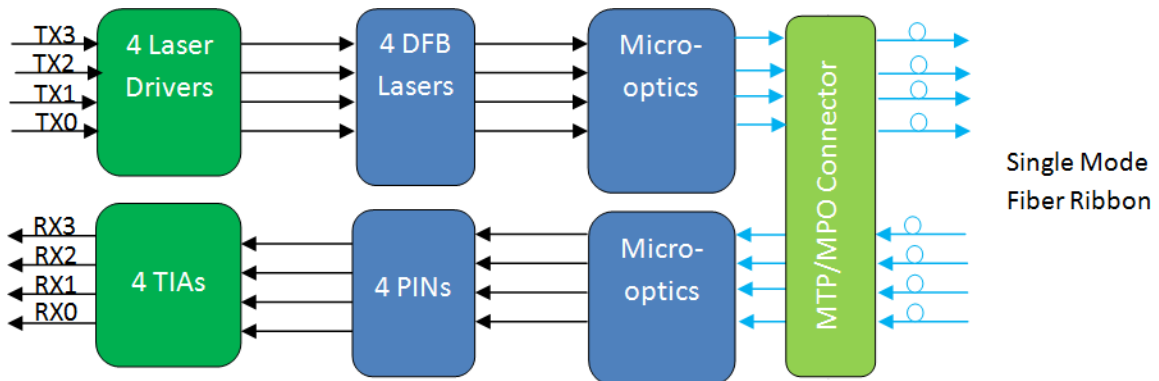 TX3
TX2
TX1
TX0
4 Laser
Drivers
4 DFB
Lasers
Micro-
optics
MTP/MPO Connector
Single Mode
Fiber Ribbon
RX3
RX2
RX1
RX0
4 TIAs
4 PINs
Micro-
optics